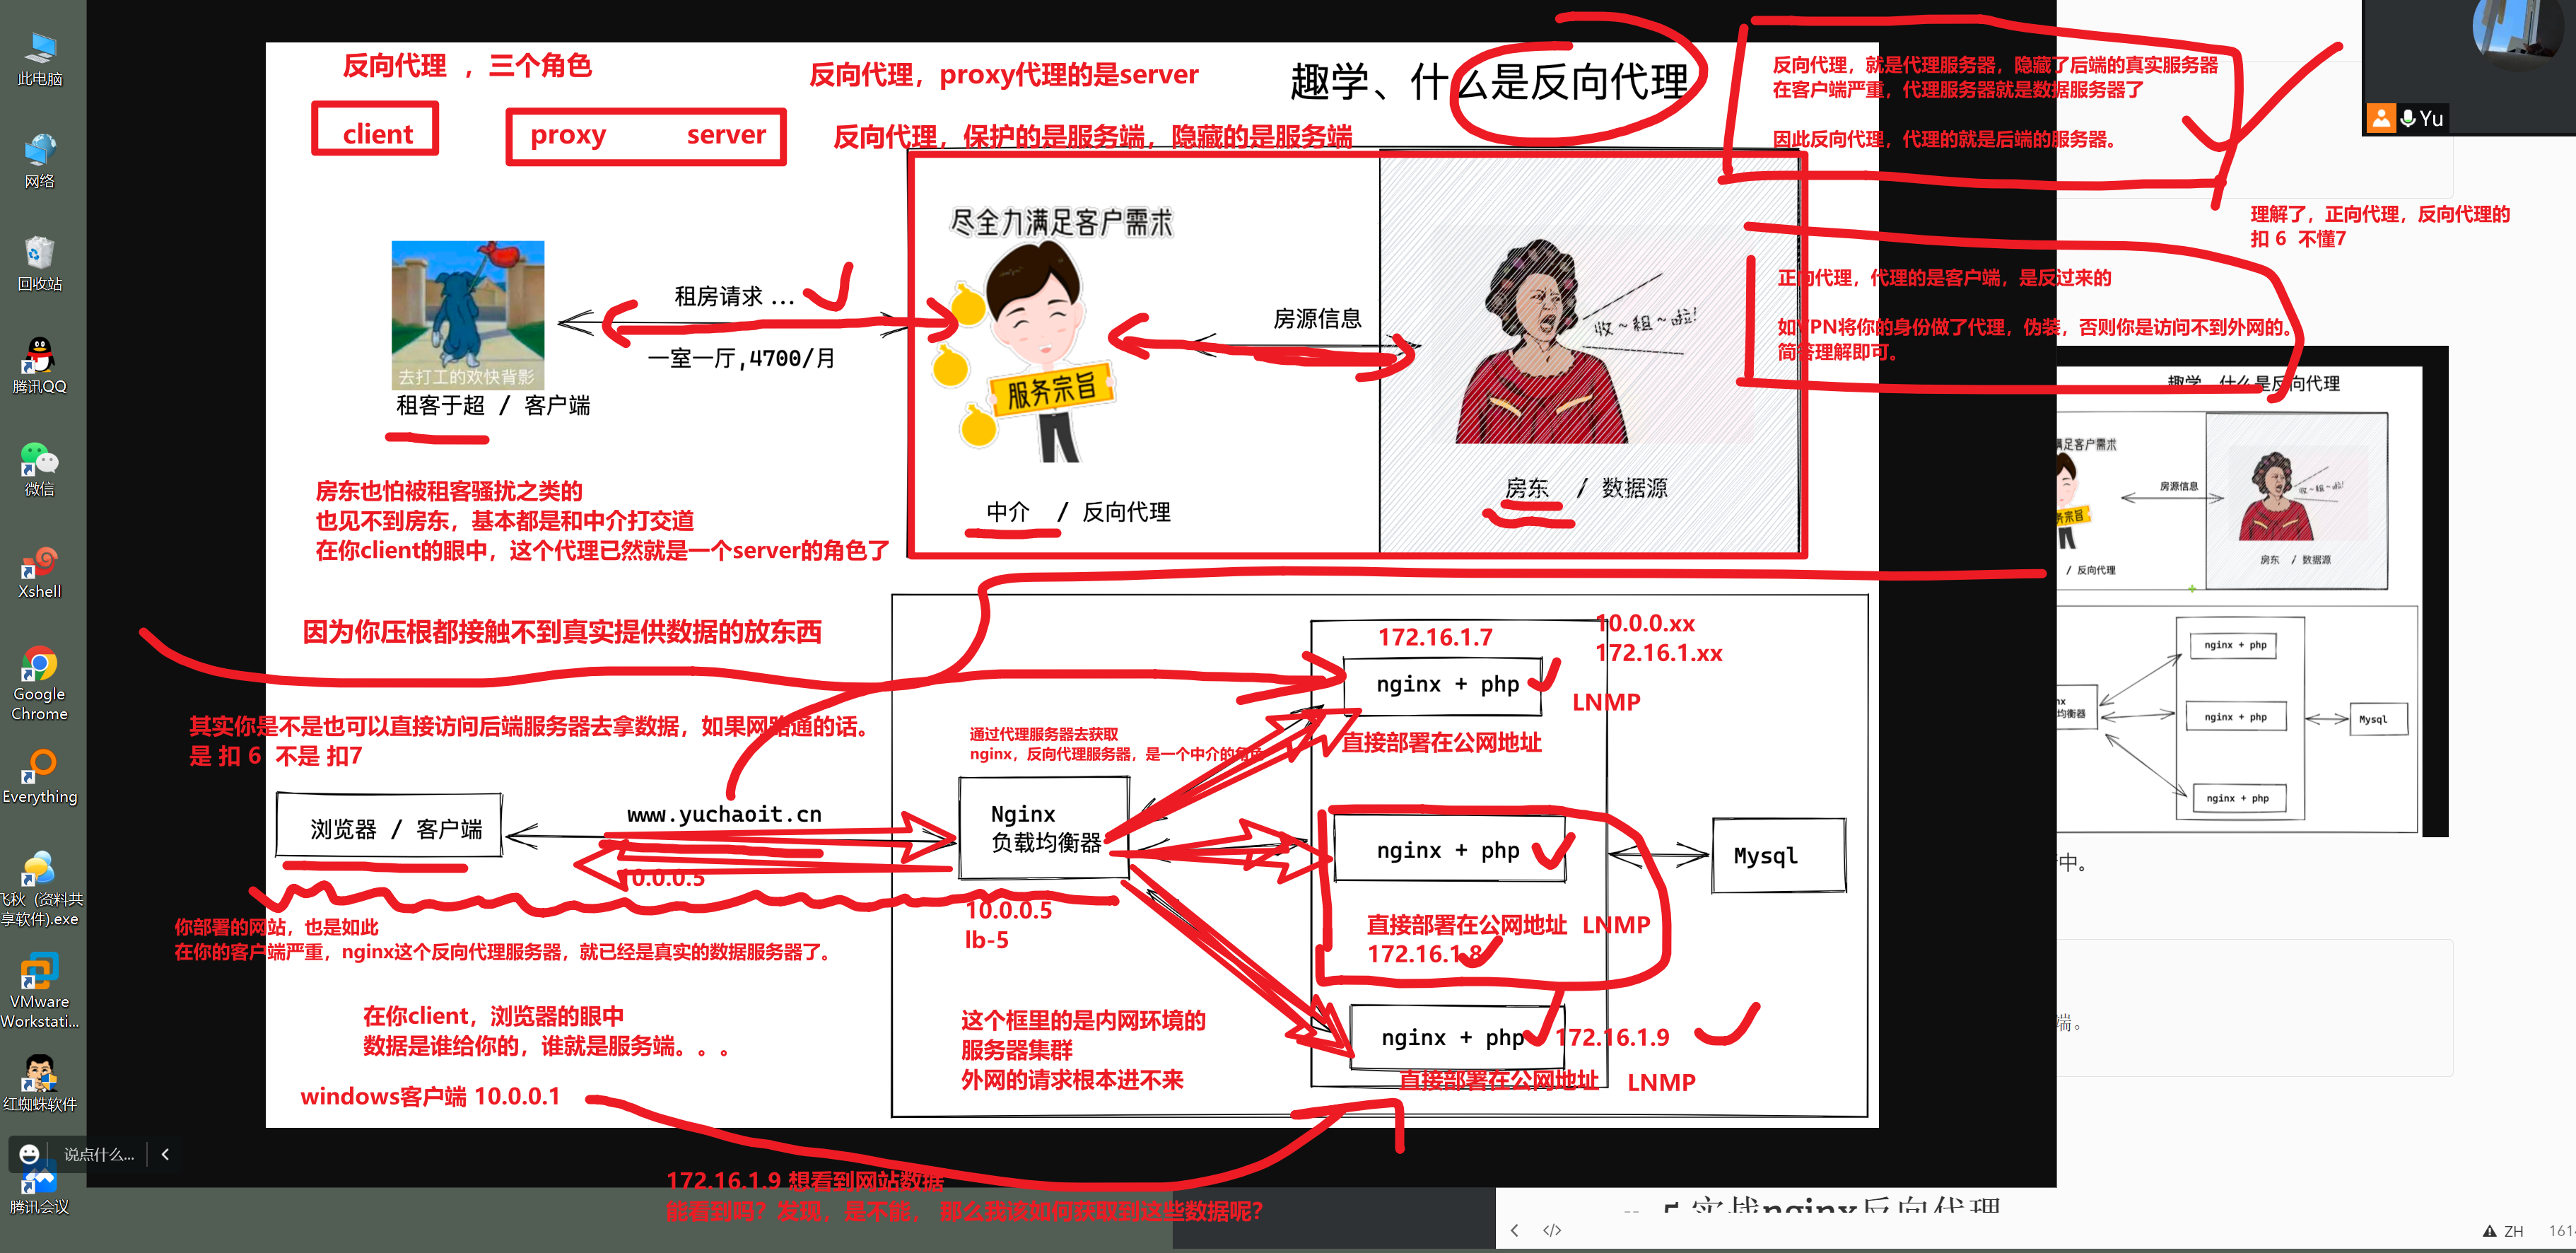 此电脑
网络
回收站
腾讯QQ
微信
Xshell
Google
Chrome
Everything
飞秋（资料共
享软件).exe
VMware
Workstati...
红蜘蛛软件
说点什么...
腾讯会议
反向代理 ，三个角色
client
proxy server
反向代理，proxy代理的是server
反向代理，保护的是服务端，隐藏的是服务端
趣学、什么是反向代理
反向代理，就是代理服务器，隐藏了后端的真实服务器
在客户端严重，代理服务器就是数据服务器了
因此反向代理，代理的就是后端的服务器。
Yu
理解了，正向代理，反向代理的
扣 6 不懂7
正向代理，代理的是客户端，是反过来的
如VPN将你的身份做了代理，伪装，否则你是访问不到外网的。
简答理解即可。
去打工的欢快背影
租客于超 / 客户端
租房请求 ...
一室一厅,4700/月
尽全力满足客户需求
服务宗旨
中介 / 反向代理
房源信息
收~租~啦!
房东 / 数据源
房东也怕被租客骚扰之类的
也见不到房东，基本都是和中介打交道
在你client的眼中，这个代理已然就是一个server的角色了
因为你压根都接触不到真实提供数据的放东西
其实你是不是也可以直接访问后端服务器去拿数据，如果网路通的话。
是 扣 6 不是 扣7
浏览器 / 客户端
www.yuchaoit.cn
10.0.0.5
通过代理服务器去获取
nginx，反向代理服务器，是一个中介的角色
Nginx
负载均衡器
10.0.0.5
lb-5
172.16.1.7
nginx + php
10.0.0.xx
172.16.1.xx
LNMP
直接部署在公网地址
nginx + php
直接部署在公网地址 LNMP
172.16.1.8
nginx + php
172.16.1.9
直接部署在公网地址 LNMP
Mysql
你部署的网站，也是如此
在你的客户端严重，nginx这个反向代理服务器，就已经是真实的数据服务器了。
在你client，浏览器的眼中
数据是谁给你的，谁就是服务端。。。
windows客户端 10.0.0.1
这个框里的是内网环境的
服务器集群
外网的请求根本进不来
172.16.1.9 想看到网站数据
能看到吗？发现，是不能， 那么我该如何获取到这些数据呢？
趣学、什么是反向代理
满足客户需求
房源信息
收~租~啦!
/ 反向代理
房东 / 数据源
nginx + php
nginx + php
nginx + php
均衡器
Mysql
中。
端。
5 实战nginx反向代理
</>
ZH